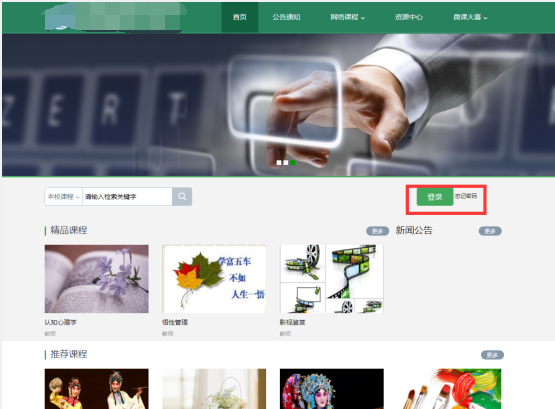 首页 公告通知 网络课程 资源中心 微课大赛
ZERT
本校课程 请输入检索关键字 登录 忘记密码
精品课程 更多 新闻公告 更多
学富五车
不如
人生一悟
认知心理学 悟性管理 影视鉴赏
教师 教师 教师
推荐课程 更多